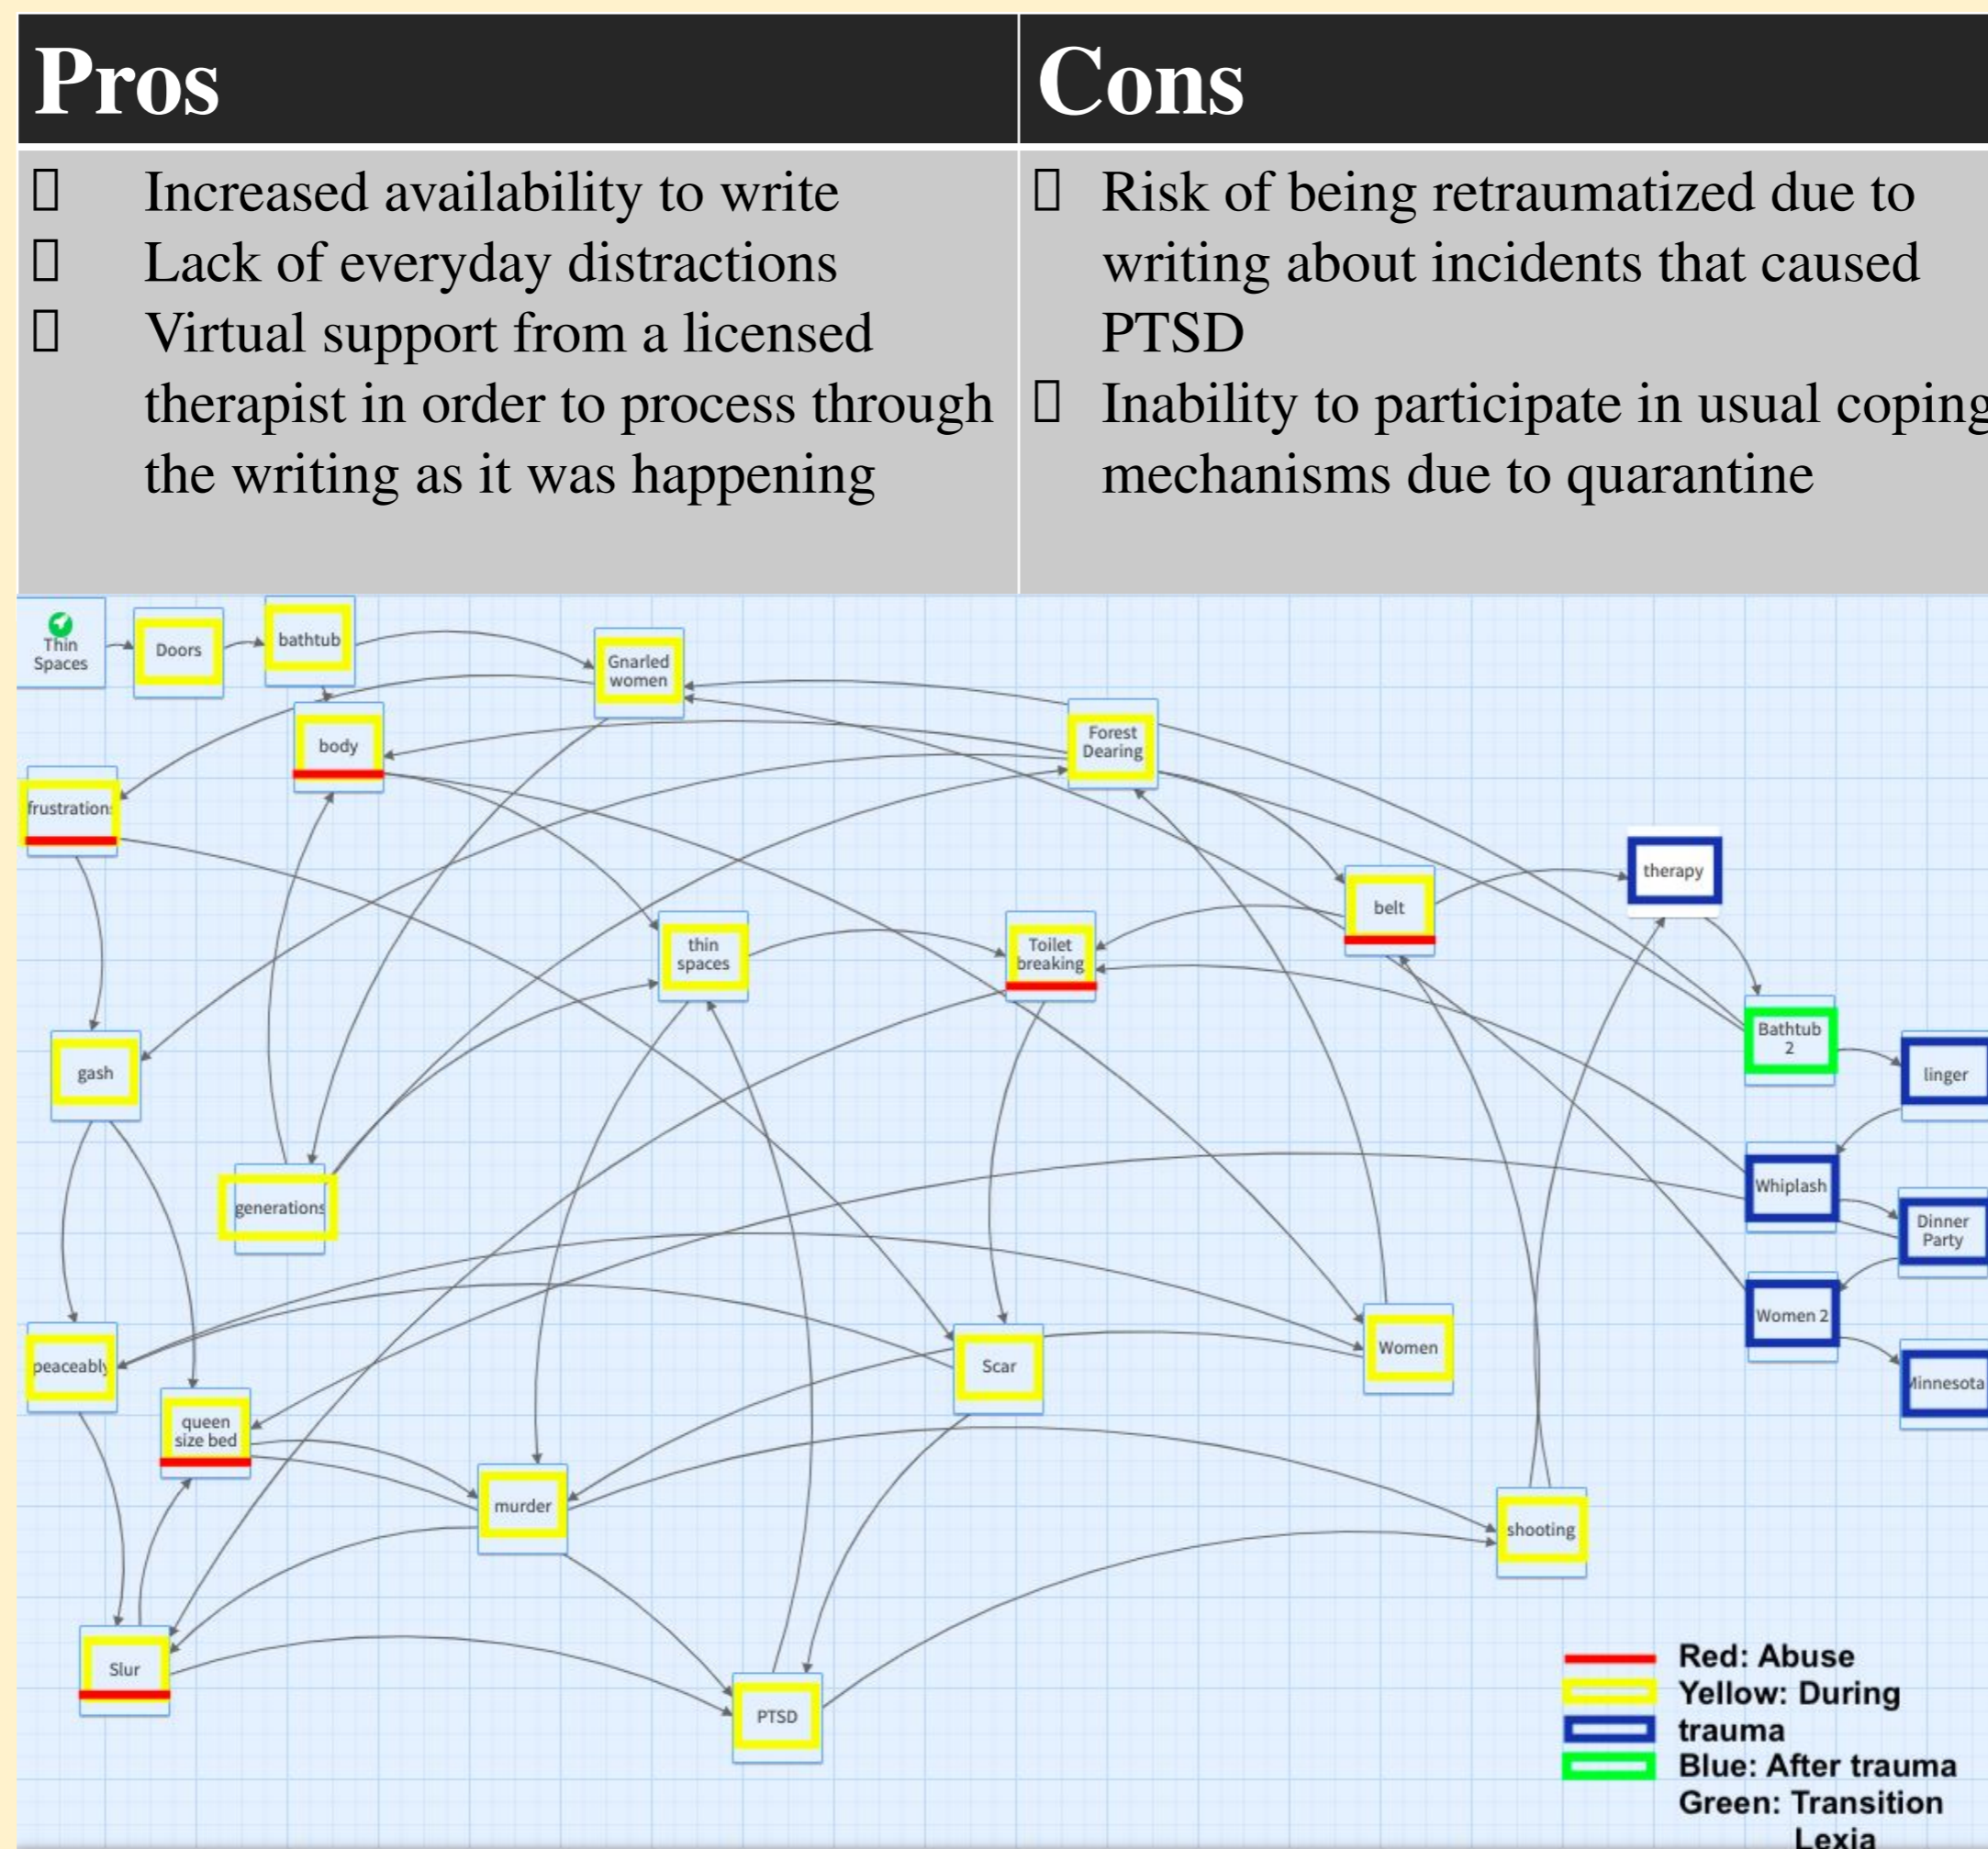 Pros
Cons
Increased availability to write
Lack of everyday distractions
Virtual support from a licensed
therapist in order to process through
the writing as it was happening
Risk of being retraumatized due to
writing about incidents that caused
PTSD
Inability to participate in usual coping
mechanisms due to quarantine
Thin
Spaces
Doors
bathtub
Gnarled
women
body
Forest
Dearing
frustration
therapy
belt
thin
spaces
Toilet
breaking
Bathtub
2
linger
gash
Whiplash
generations
Dinner
Party
Women 2
Women
Scar
peaceably
Minnesota
queen
size bed
murder
shooting
Slur
PTSD
Red: Abuse
Yellow: During
trauma
Blue: After trauma
Green: Transition
Lexia